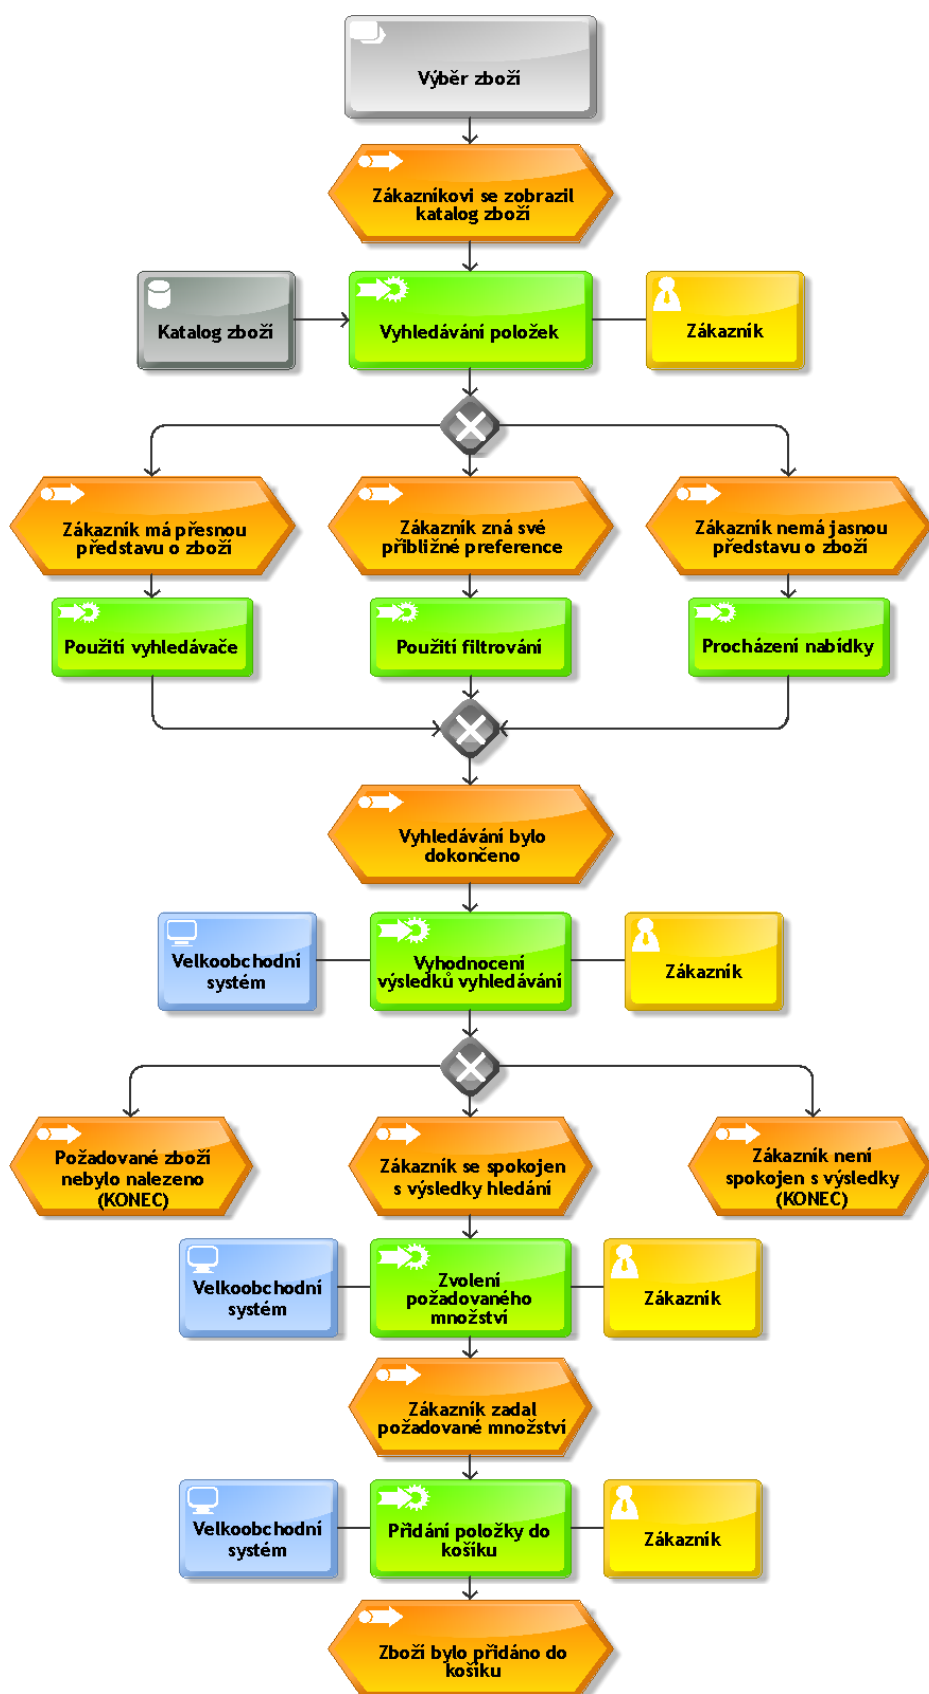 Výběr zboží
Zákazníkovi se zobrazil
katalog zboží
Katalog zboží
Vyhledávání položek
Zákazník
Zákazník má přesnou
představu o zboží
Zákazník zná své
přibližné preference
Zákazník nemá jasnou
představu o zboží
Použití vyhledávače
Použití filtrování
Procházení nabídky
Vyhledávání bylo
dokončeno
Velkoobchodní
systém
Vyhodnocení
výsledků vyhledávání
Zákazník
Požadované zboží
nebylo nalezeno
(KONEC)
Zákazník se spokojen
s výsledky hledání
Zákazník není
spokojen s výsledky
(KONEC)
Velkoobchodní
systém
Zvolení
požadovaného
množství
Zákazník
Zákazník zadal
požadované množství
Velkoobchodní
systém
Přidání položky do
košíku
Zákazník
Zboží bylo přidáno do
košíku